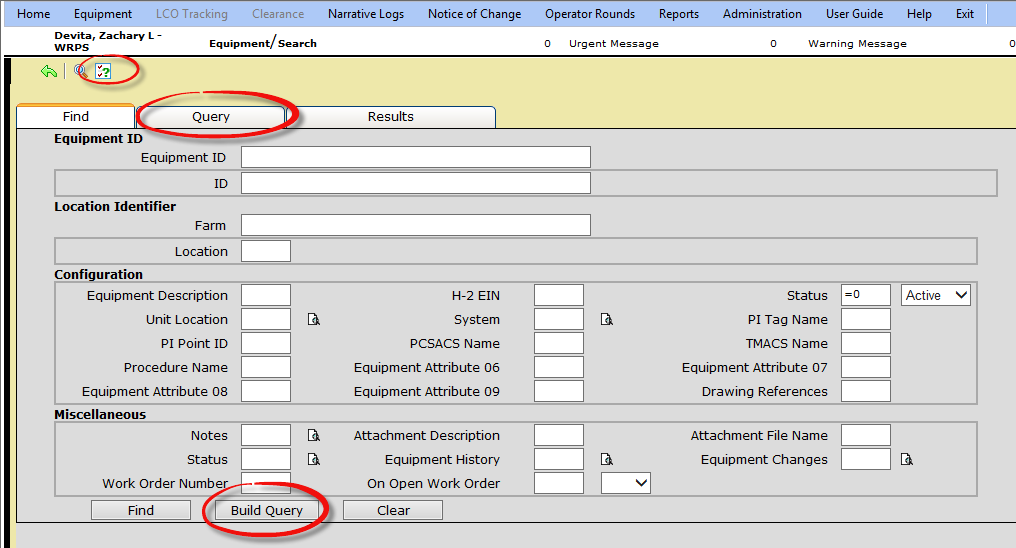 Home Equipment LCO Tracking Clearance Narrative Logs Notice of Change Operator Rounds Reports Administration User Guide Help Exit
Devita, Zachary L -
WRPS Equipment/Search 0 Urgent Message 0 Warning Message 0
Find Query Results
Equipment ID
Equipment ID
ID
Location Identifier
Farm
Location
Configuration
Equipment Description H-2 EIN Status =0 Active
Unit Location System PI Tag Name
PI Point ID PCSACS Name TMACS Name
Procedure Name Equipment Attribute 06 Equipment Attribute 07
Equipment Attribute 08 Equipment Attribute 09 Drawing References
Miscellaneous
Notes Attachment Description Attachment File Name
Status Equipment History Equipment Changes
Work Order Number On Open Work Order
Find Build Query Clear